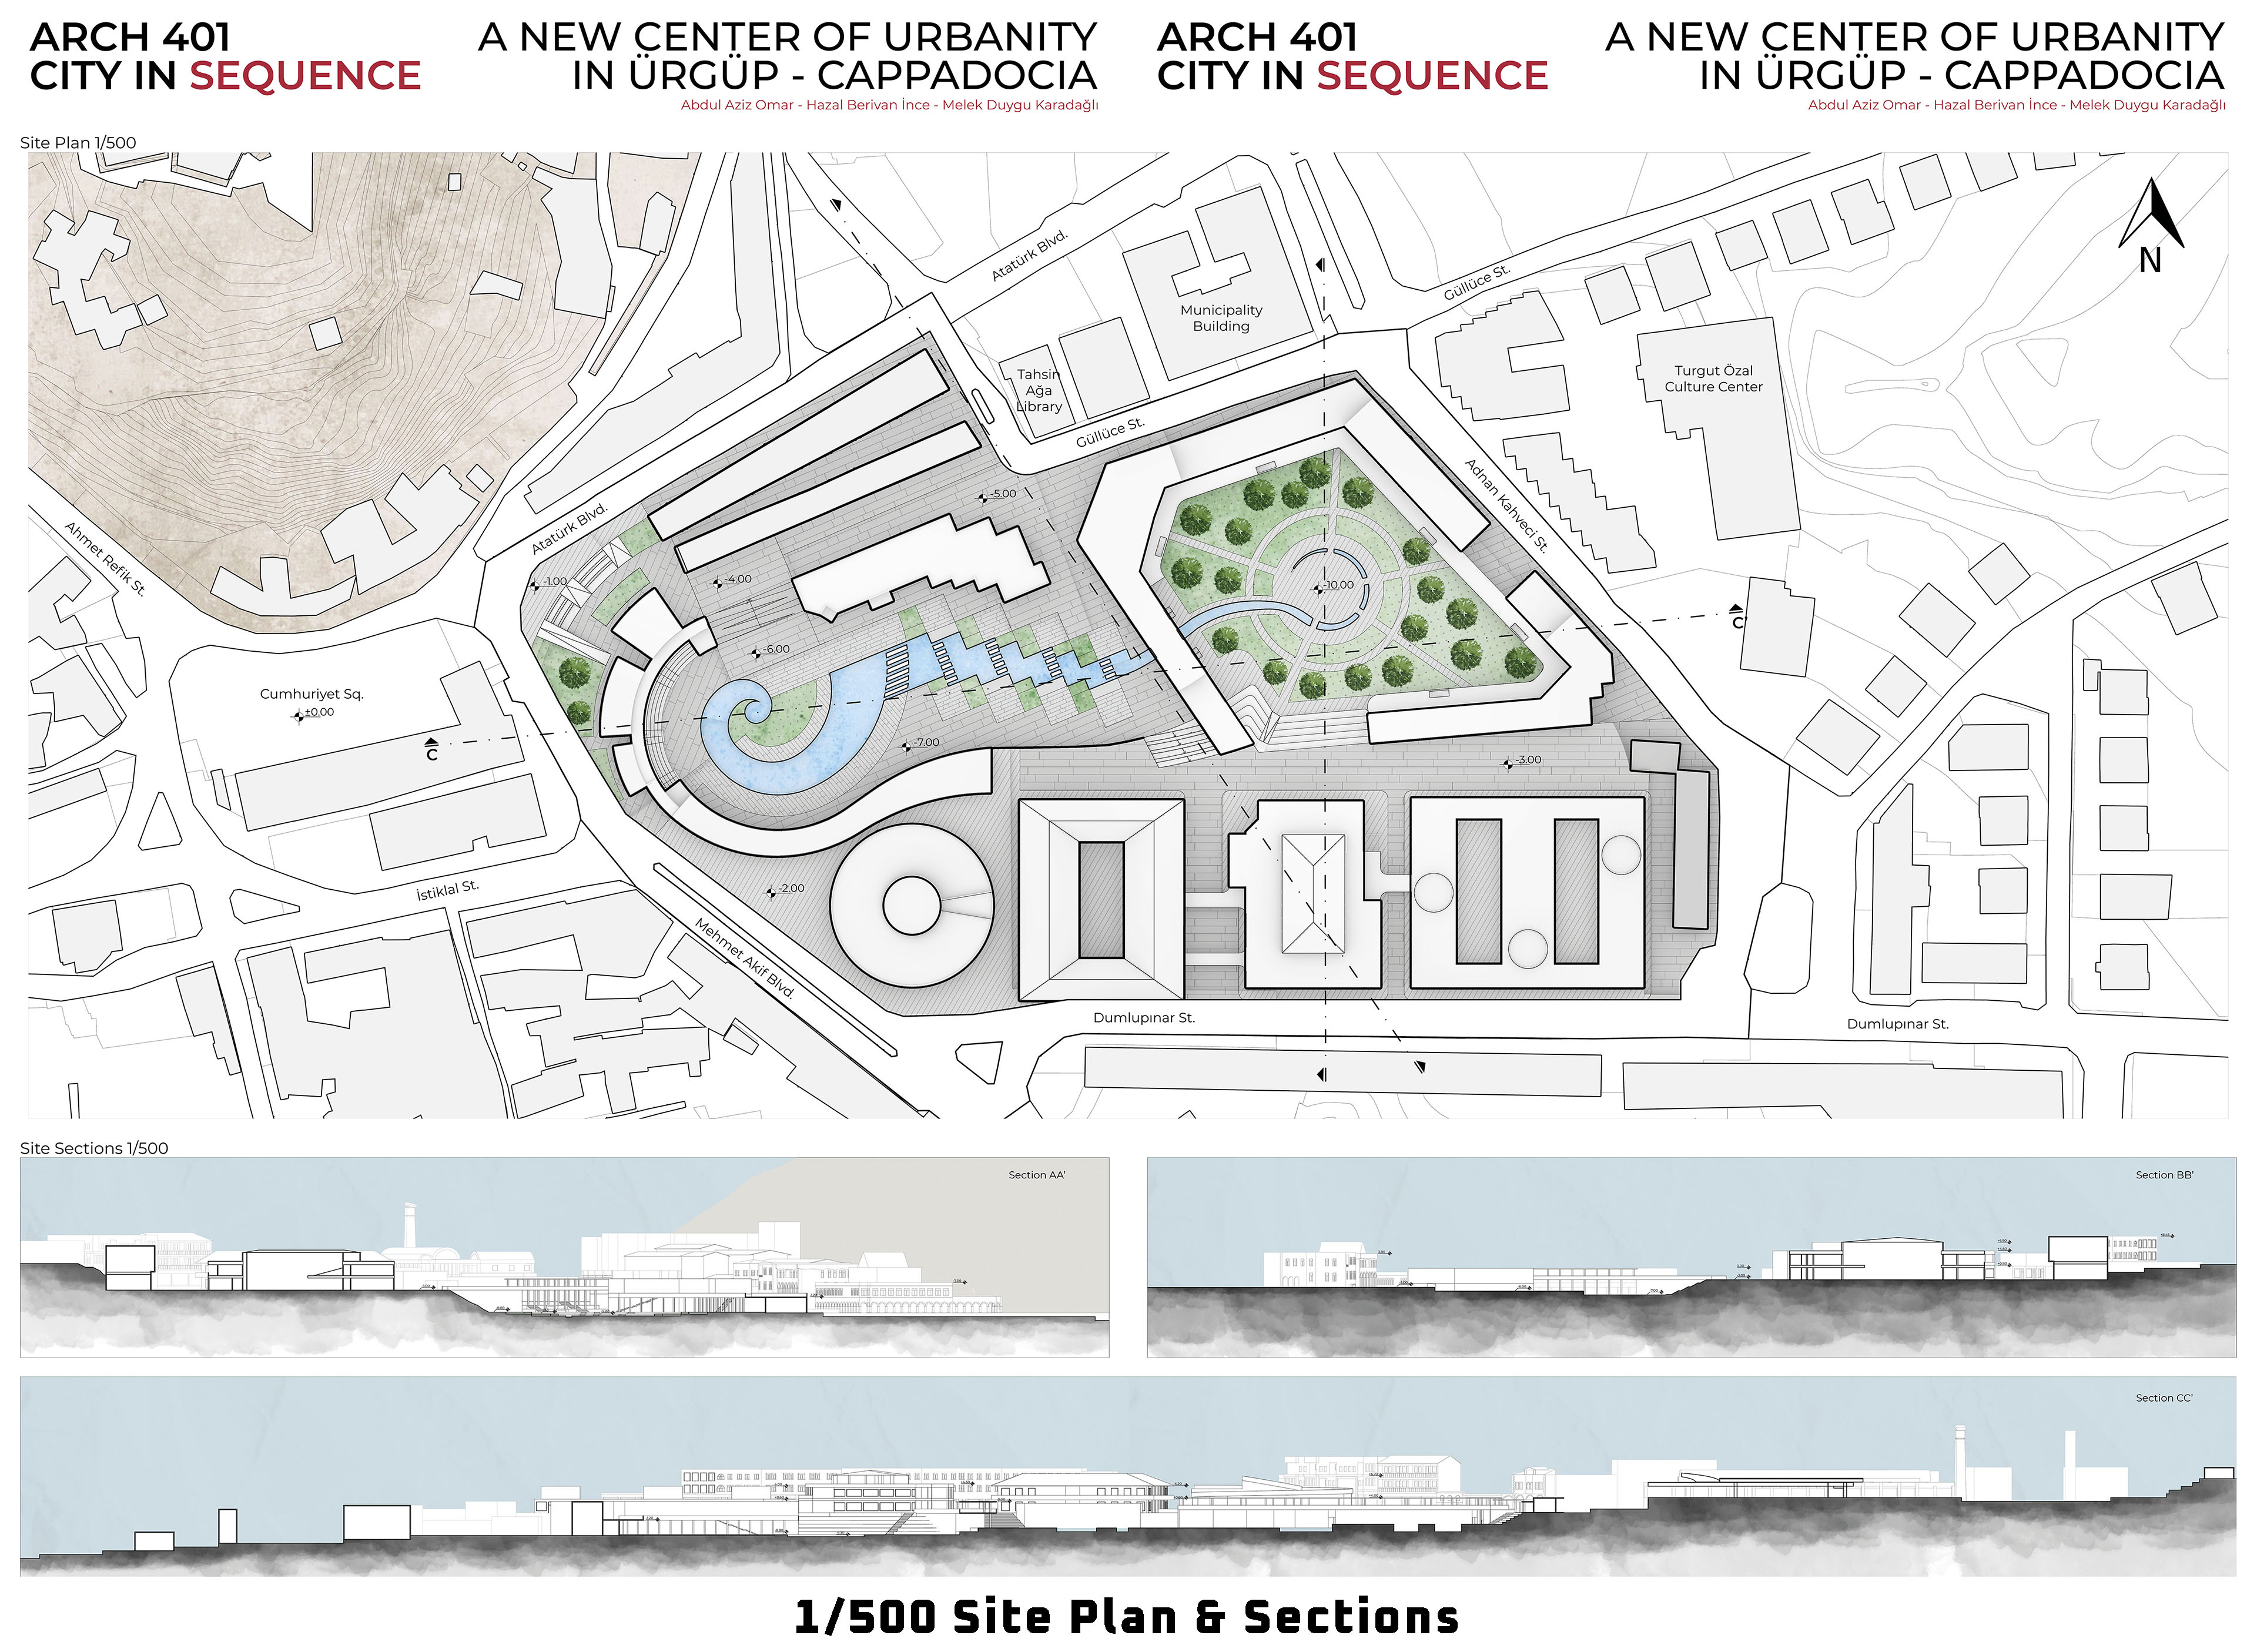 ARCH 401
CITY IN SEQUENCE
A NEW CENTER OF URBANITY
IN ÜRGÜP - CAPPADOCIA
Abdul Aziz Omar - Hazal Berivan İnce - Melek Duygu Karadağlı
ARCH 401
CITY IN SEQUENCE
A NEW CENTER OF URBANITY
IN ÜRGÜP - CAPPADOCIA
Abdul Aziz Omar - Hazal Berivan İnce - Melek Duygu Karadağlı
Site Plan 1/500
N
Atatürk Blvd.
Güllüce St.
Municipality
Building
Tahsin
Ağa
Library
Turgut Özal
Culture Center
Güllüce St.
Adnan Kahveci St.
Atatürk Blvd.
Ahmet Refik St.
-5.00
-4.00
-1.00
-10.00
-6.00
C'
Cumhuriyet Sq.
±0.00
C
-7.00
-3.00
-2.00
İstiklal St.
Mehmet Akif Blvd.
Dumlupınar St.
Dumlupınar St.
Site Sections 1/500
Section AA'
Section BB'
Section CC'
1/500 Site Plan & Sections